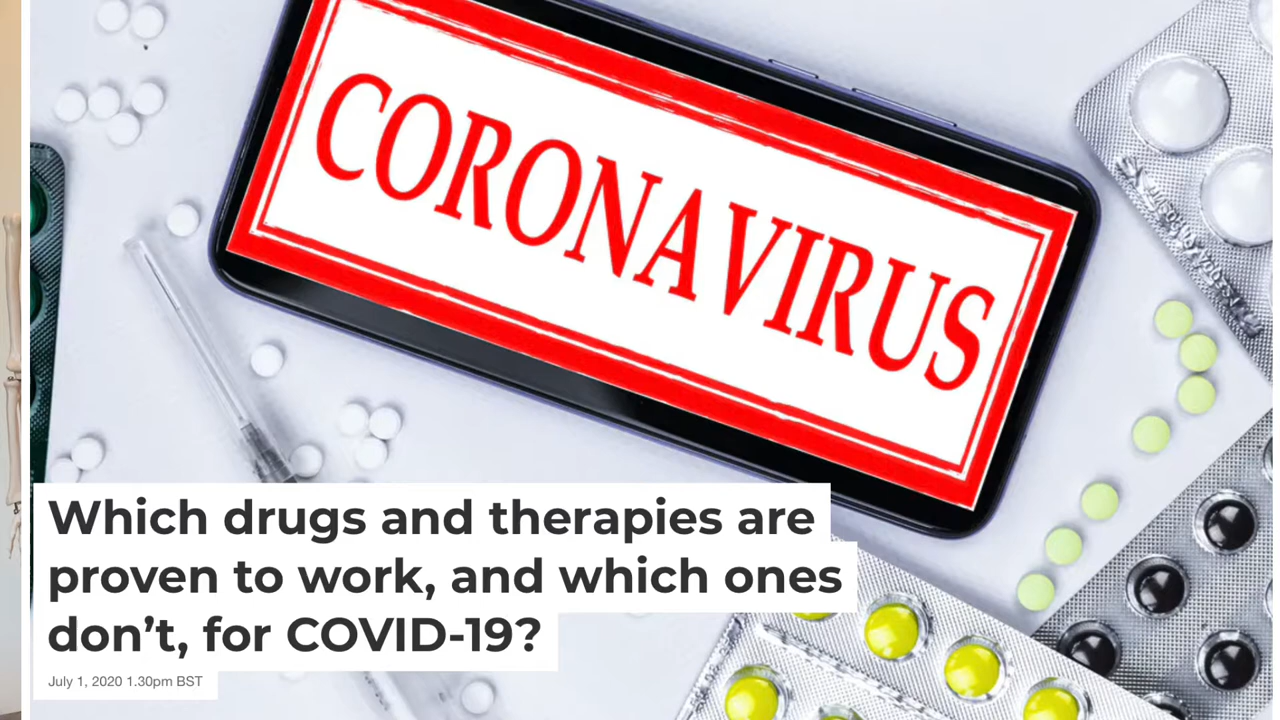 CORONAVIRUS
Which drugs and therapies are
proven to work, and which ones
don’t, for COVID-19?
July 1, 2020 1.30pm BST